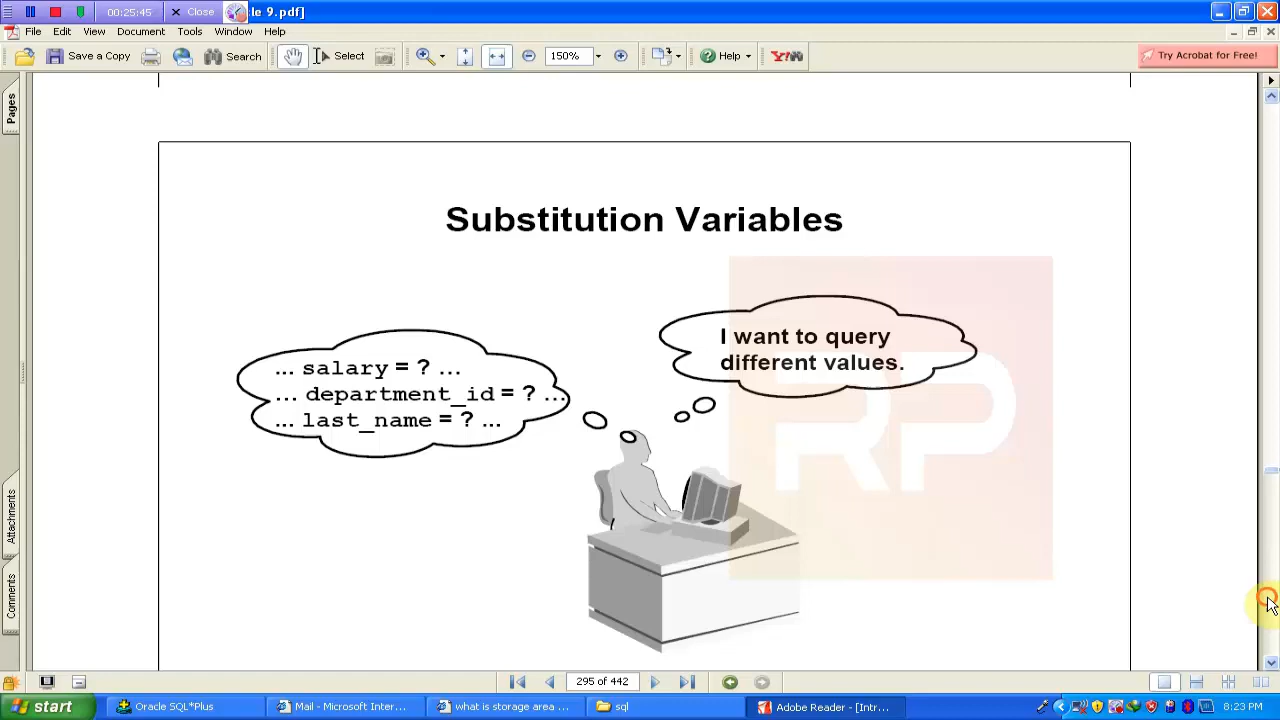 00:25:45
Close
le 9.pdf]
File Edit View Document Tools Window Help
Save a Copy
Search
Select
150%
Help
Y!
Try Acrobat for Free!
Pages
Attachments
Comments
Substitution Variables
I want to query
different values.
... salary = ? ...
... department_id = ? ...
... last_name = ? ...
RP
295 of 442
start
Oracle SQL*Plus
Mail - Microsoft Inter...
what is storage area ...
sql
Adobe Reader - [Intr...
8:23 PM